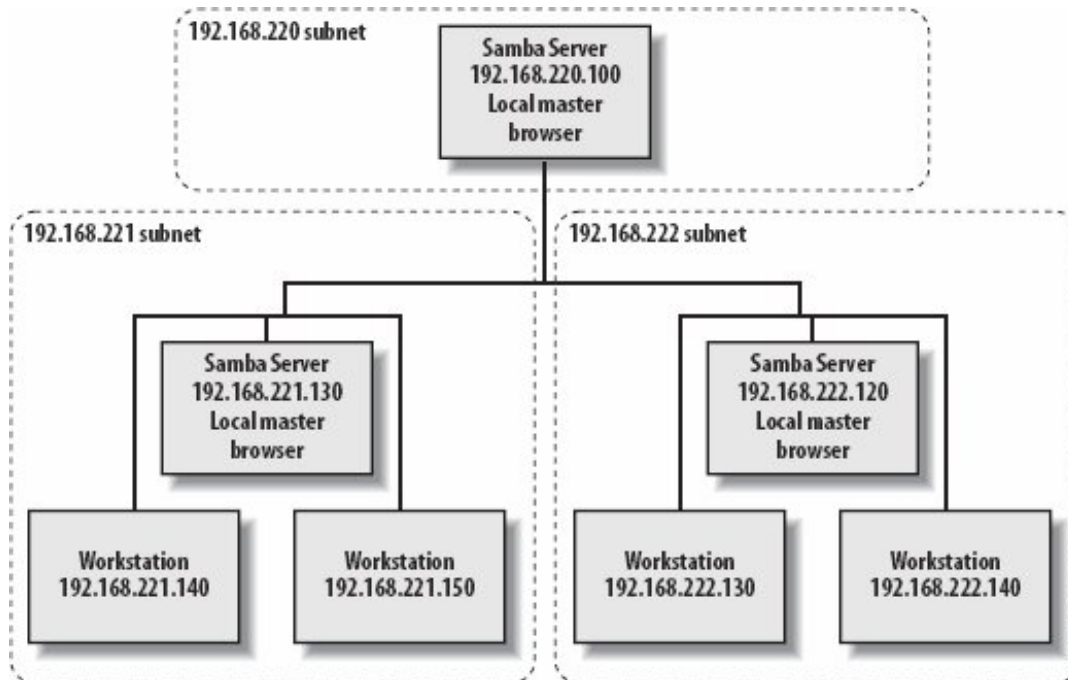 192.168.220 subnet
Samba Server
192.168.220.100
Local master
browser
192.168.221 subnet
192.168.222 subnet
Samba Server
192.168.221.130
Local master
browser
Samba Server
192.168.222.120
Local master
browser
Workstation
192.168.221.140
Workstation
192.168.221.150
Workstation
192.168.222.130
Workstation
192.168.222.140